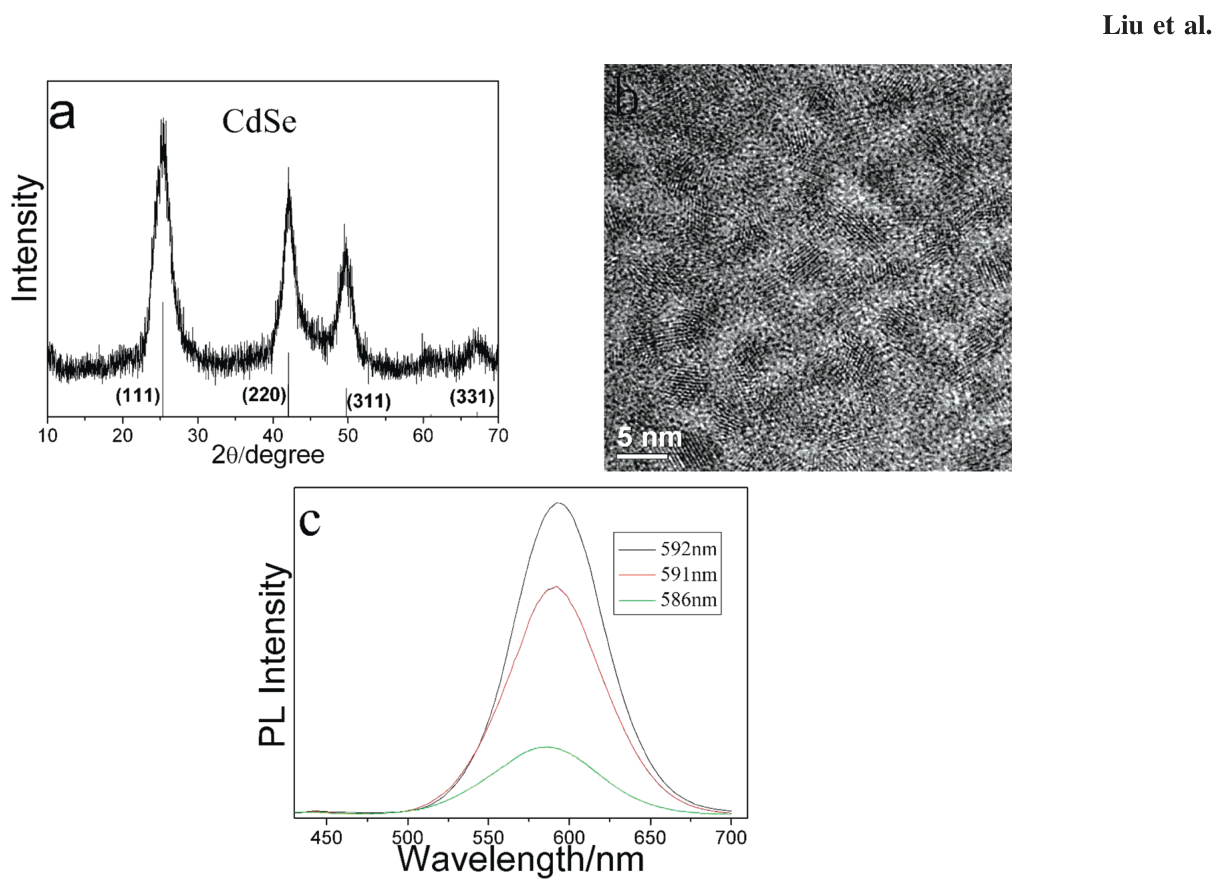 Liu et al.
a
CdSe
Intensity
(111)
(220)
(311)
(331)
10 20 30 40 50 60 70
2θ/degree
b
5 nm
c
592nm
591nm
586nm
PL Intensity
450 500 550 600 650 700
Wavelength/nm